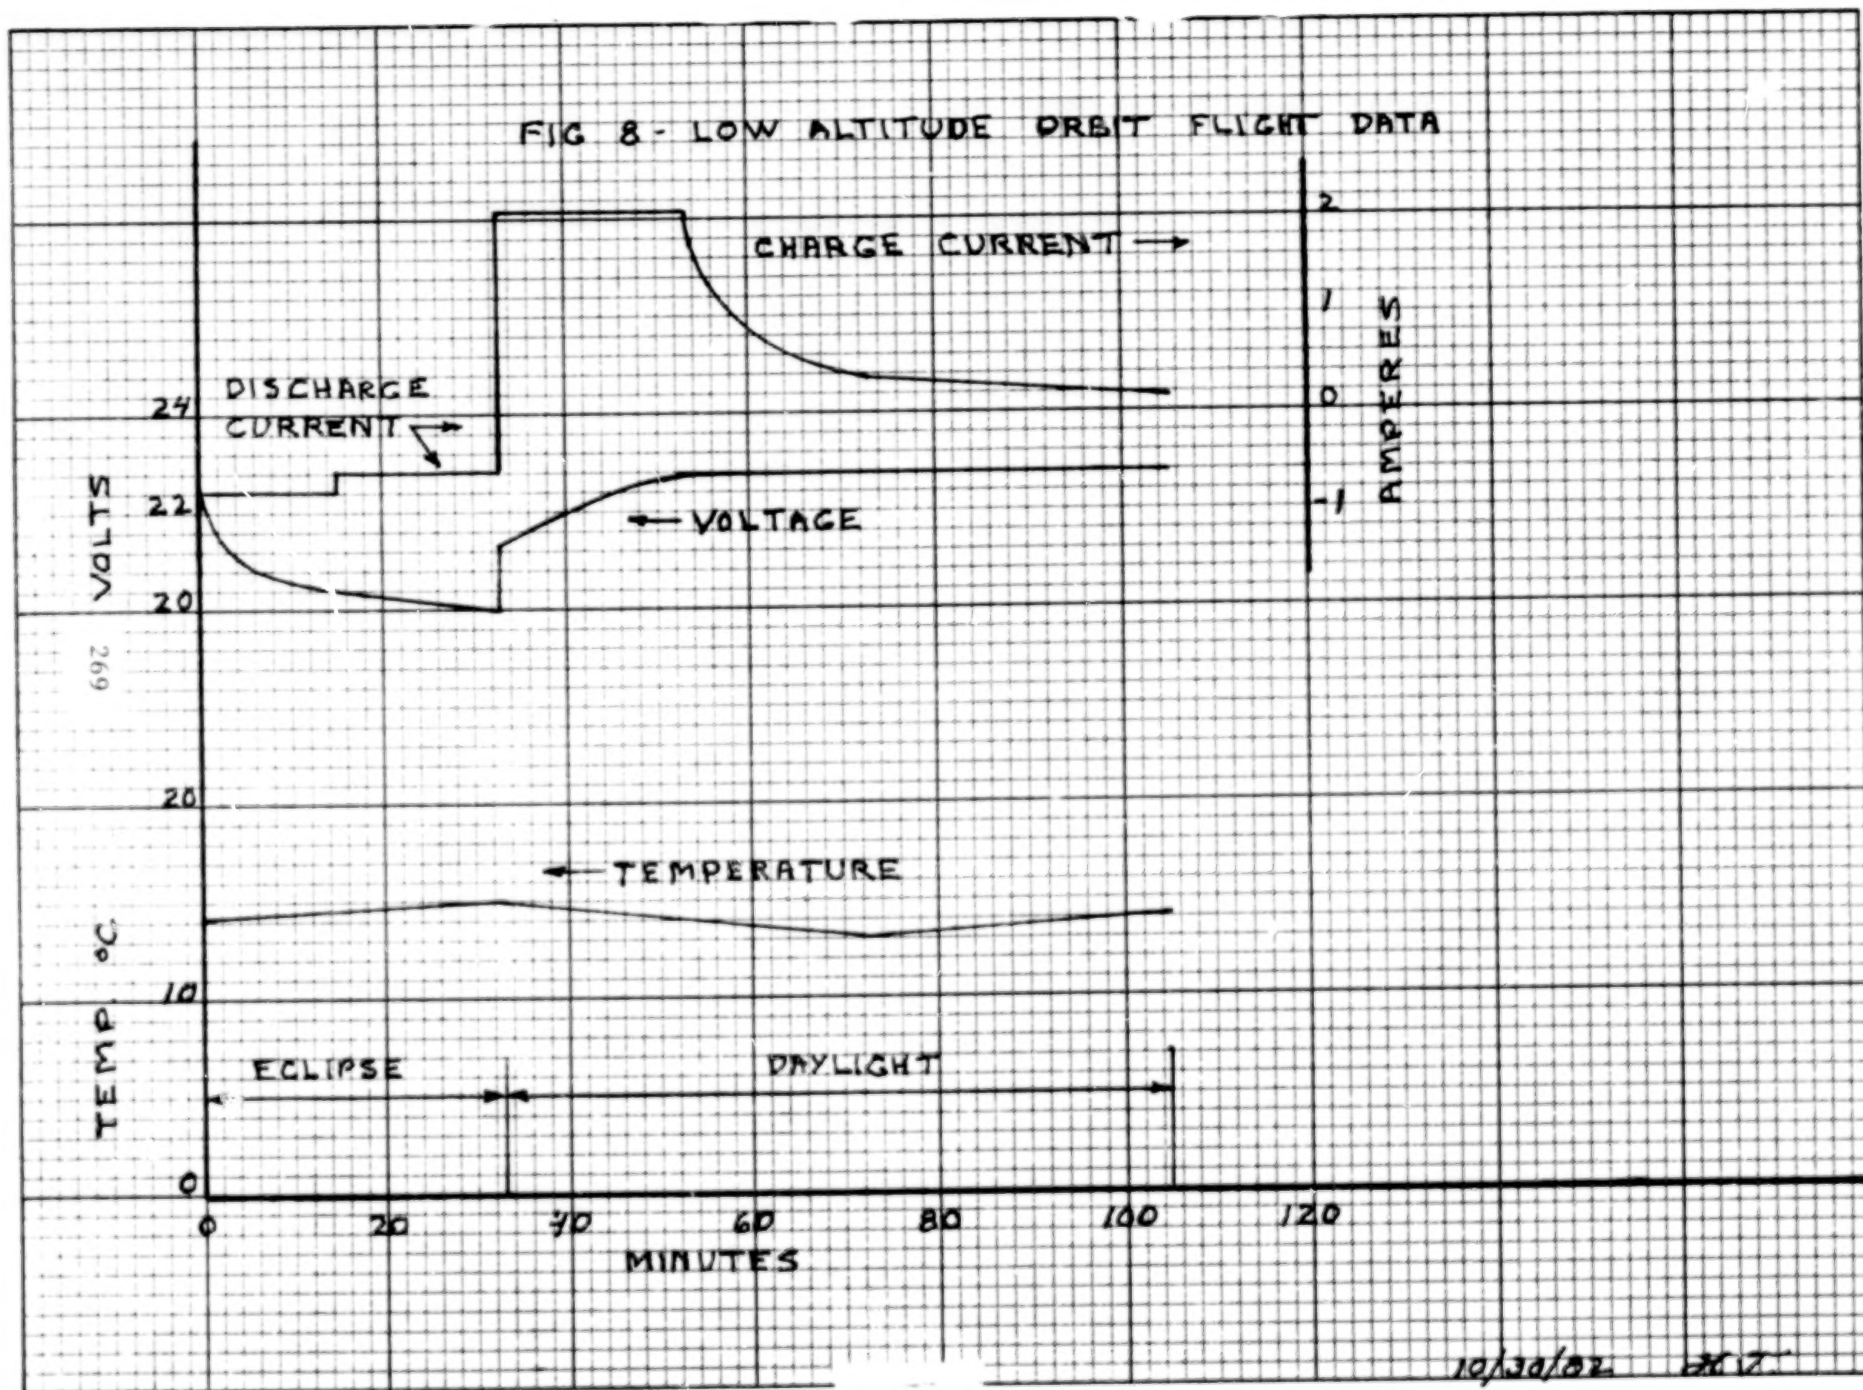 FIG 8 - LOW ALTITUDE ORBIT FLIGHT DATA
2
CHARGE CURRENT
1
AMPERES
DISCHARGE
CURRENT
24
0
22
-1
VOLTS
VOLTAGE
20
269
20
TEMPERATURE
TEMP. °C
10
ECLIPSE
DAYLIGHT
0
0 20 40 60 80 100 120
MINUTES
10/30/82